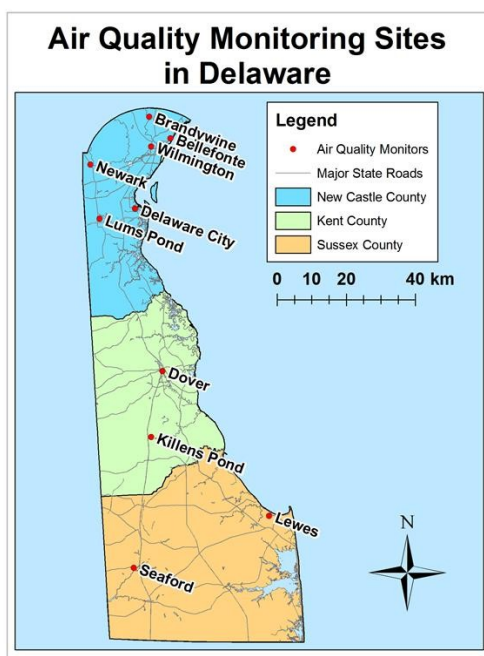 Air Quality Monitoring Sites
in Delaware
Legend
Air Quality Monitors
Major State Roads
New Castle County
Kent County
Sussex County
0 10 20 40 km
Brandywine
Bellefonte
Wilmington
Newark
Delaware City
Lums Pond
Dover
Killens Pond
Lewes
Seaford
N